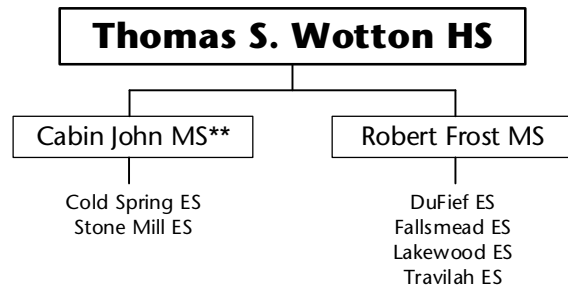 Thomas S. Wotton HS
Cabin John MS**
Robert Frost MS
Cold Spring ES
Stone Mill ES
DuFief ES
Fallsmead ES
Lakewood ES
Travilah ES